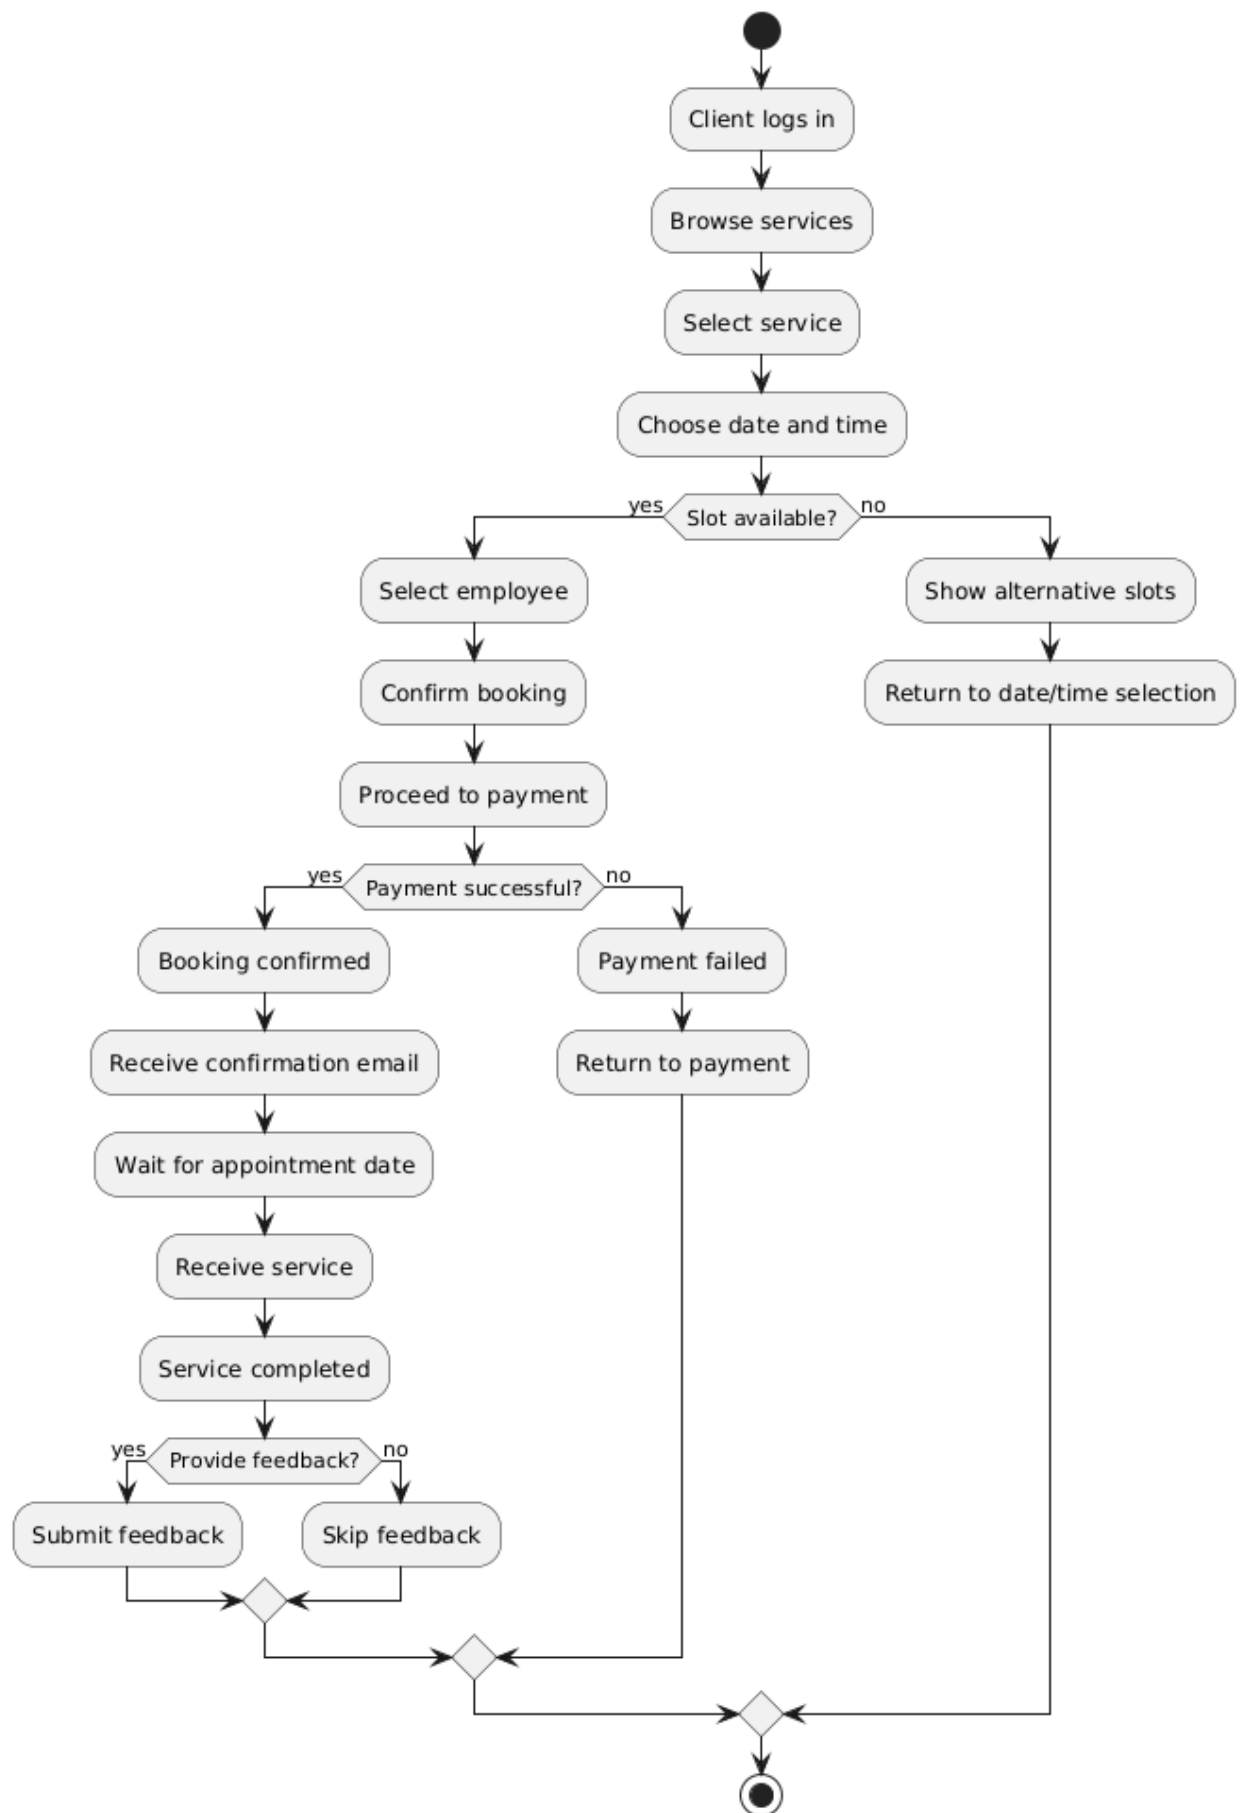 Client logs in
Browse services
Select service
Choose date and time
yes
Slot available?
no
Select employee
Show alternative slots
Confirm booking
Return to date/time selection
Proceed to payment
yes
Payment successful?
no
Booking confirmed
Payment failed
Receive confirmation email
Return to payment
Wait for appointment date
Receive service
Service completed
yes
Provide feedback?
no
Submit feedback
Skip feedback